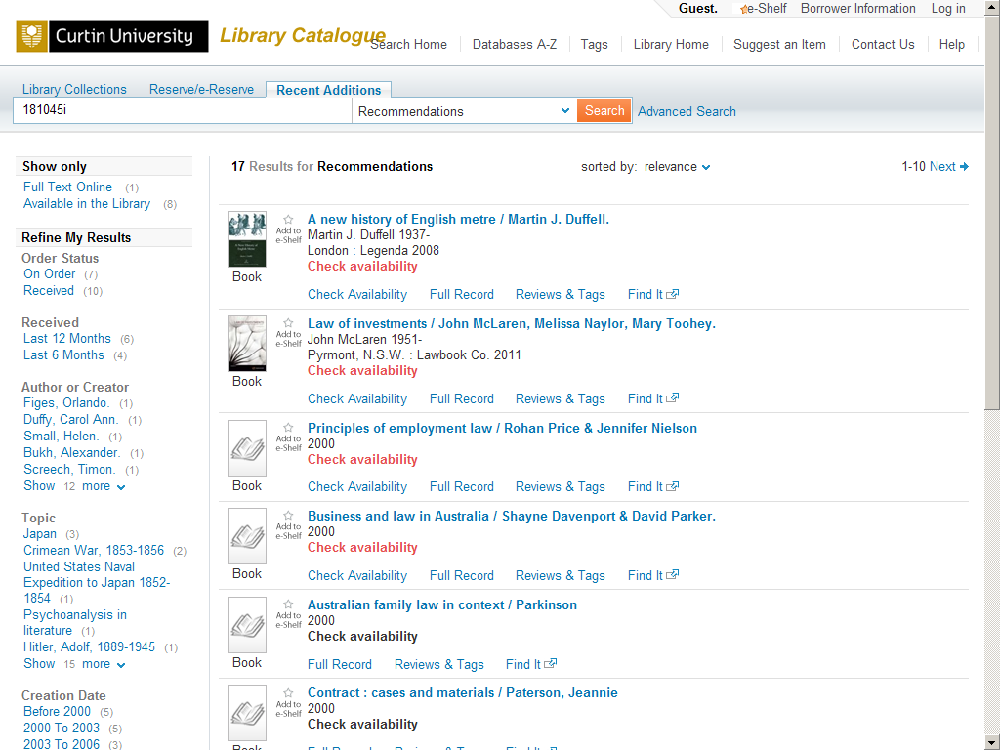 Guest. e-Shelf Borrower Information Log in
Curtin University Library Catalogue
Search Home Databases A-Z Tags Library Home Suggest an Item Contact Us Help
Library Collections Reserve/e-Reserve Recent Additions
181045i Recommendations Search Advanced Search
Show only
Full Text Online (1)
Available in the Library (8)
Refine My Results
Order Status
On Order (7)
Received (10)
Received
Last 12 Months (6)
Last 6 Months (4)
Author or Creator
Figes, Orlando. (1)
Duffy, Carol Ann. (1)
Small, Helen. (1)
Bukh, Alexander. (1)
Screech, Timon. (1)
Show 12 more
Topic
Japan (3)
Crimean War, 1853-1856 (2)
United States Naval
Expedition to Japan 1852-
1854 (1)
Psychoanalysis in
literature (1)
Hitler, Adolf, 1889-1945 (1)
Show 15 more
Creation Date
Before 2000 (5)
2000 To 2003 (5)
2003 To 2006 (3)
17 Results for Recommendations sorted by: relevance 1-10 Next
Book
Add to
e-Shelf
A new history of English metre / Martin J. Duffell.
Martin J. Duffell 1937-
London : Legenda 2008
Check availability
Check Availability Full Record Reviews & Tags Find It
Book
Add to
e-Shelf
Law of investments / John McLaren, Melissa Naylor, Mary Toohey.
John McLaren 1951-
Pyrmont, N.S.W. : Lawbook Co. 2011
Check availability
Check Availability Full Record Reviews & Tags Find It
Book
Add to
e-Shelf
Principles of employment law / Rohan Price & Jennifer Nielson
2000
Check availability
Check Availability Full Record Reviews & Tags Find It
Book
Add to
e-Shelf
Business and law in Australia / Shayne Davenport & David Parker.
2000
Check availability
Check Availability Full Record Reviews & Tags Find It
Book
Add to
e-Shelf
Australian family law in context / Parkinson
2000
Check availability
Full Record Reviews & Tags Find It
Book
Add to
e-Shelf
Contract : cases and materials / Paterson, Jeannie
2000
Check availability
Full Record Reviews & Tags Find It